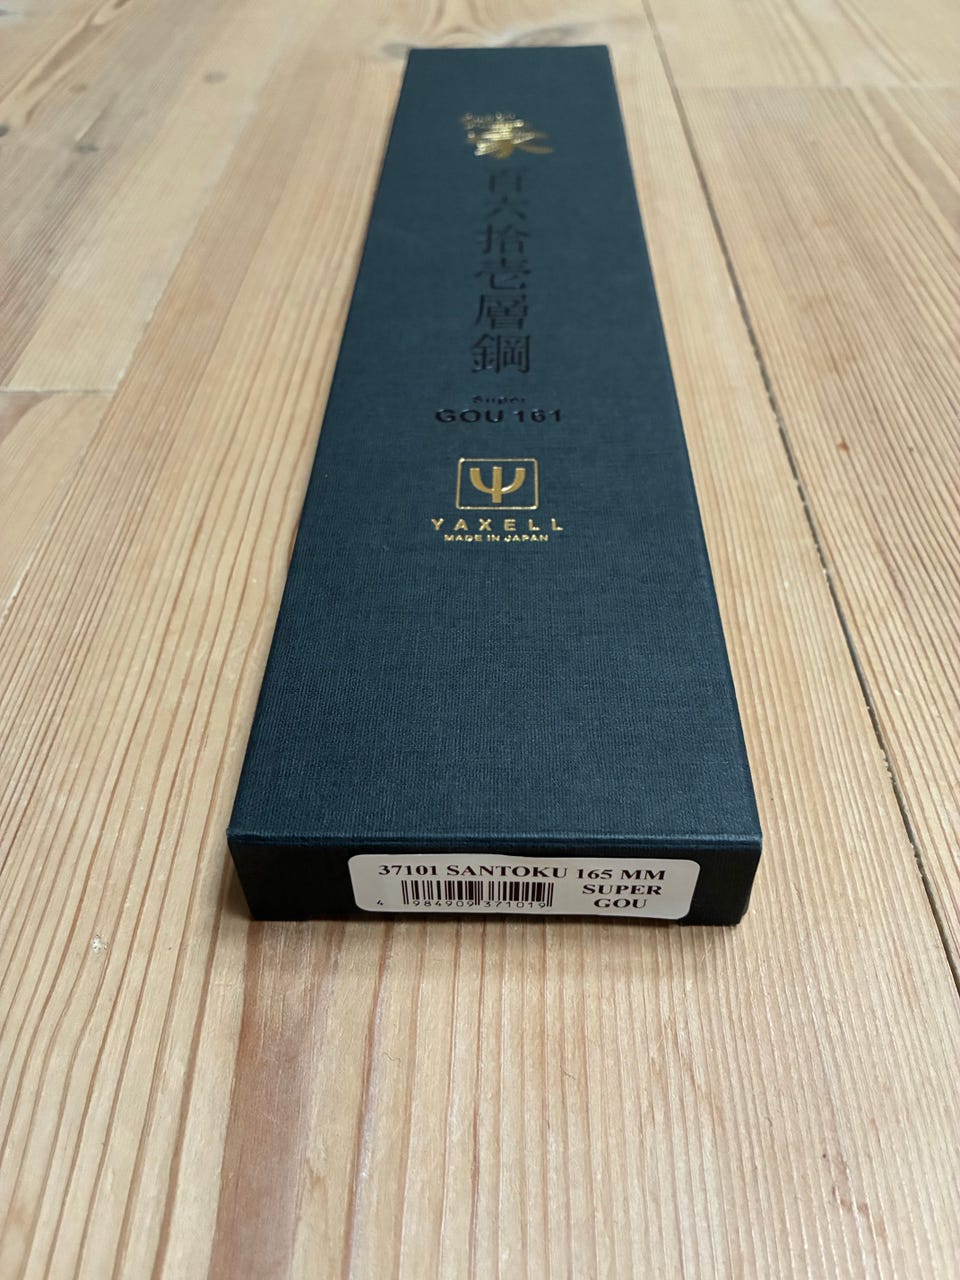 豪
百六拾壱層鋼
Super
GOU 161
YAXELL
MADE IN JAPAN
37101 SANTOKU 165 MM
SUPER
GOU
4 984909 371019